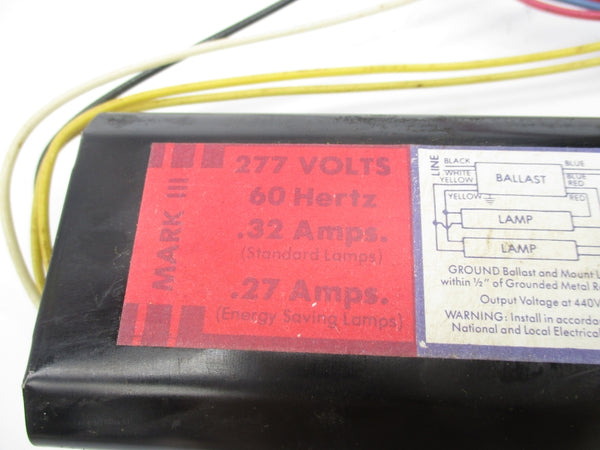 MARK III
277 VOLTS
60 Hertz
.32 Amps.
(Standard Lamps)
.27 Amps.
(Energy Saving Lamps)
LINE
BLACK
WHITE
YELLOW
YELLOW
BALLAST
BLUE
BLUE
RED
RED
LAMP
LAMP
GROUND Ballast and Mount
within ½" of Grounded Metal
Output Voltage at 440V
WARNING: Install in
National and Local Electrical